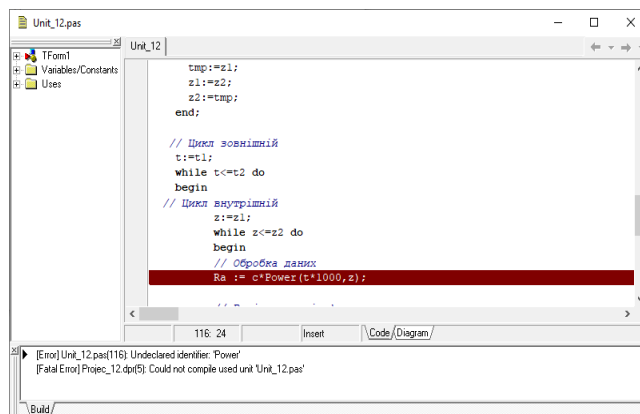 Unit_12.pas
TForm1
Variables/Constants
Uses
Unit_12
tmp:=z1;
z1:=z2;
z2:=tmp;
end;
// Цикл зовнішній
t:=t1;
while t<=t2 do
begin
// Цикл внутрішній
z:=z1;
while z<=z2 do
begin
// Обробка даних
Ra := c*Power(t*1000,z);
116: 24
Insert
Code
Diagram
[Error] Unit_12.pas(116): Undeclared identifier: 'Power'
[Fatal Error] Projec_12.dpr(5): Could not compile used unit 'Unit_12.pas'
Build